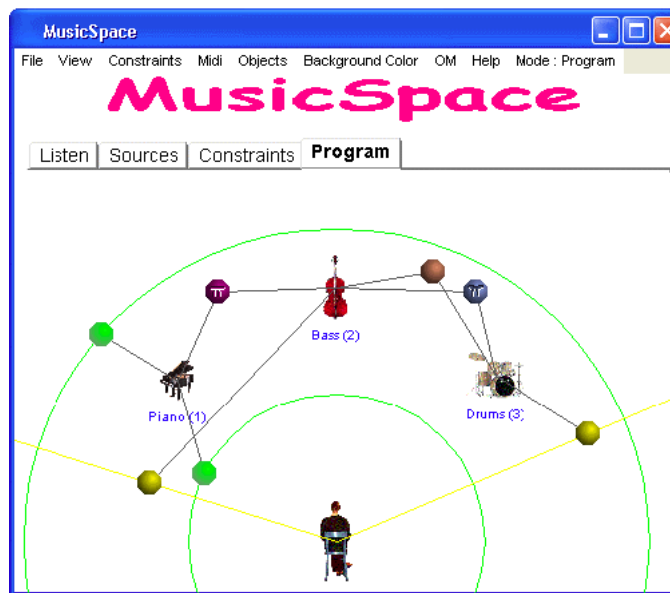 MusicSpace
File View Constraints Midi Objects Background Color OM Help Mode : Program
MusicSpace
Listen Sources Constraints Program
Bass (2)
Piano (1)
Drums (3)